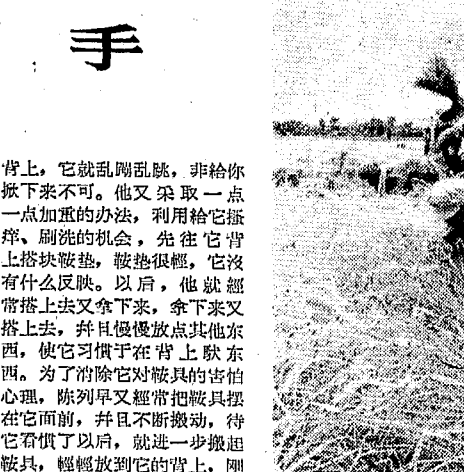 手
背上，它就乱踢乱跳，非給你
掀下来不可。他又采取一点
一点加重的办法，利用給它搔
痒、刷洗的机会，先往它背
上搭块鞍垫，鞍垫很輕，它沒
有什么反映。以后，他就經
常搭上去又拿下来，拿下来又
搭上去，幷且慢慢放点其他东
西，使它习慣于在背上馱东
西。为了消除它对鞍具的害怕
心理，陈列早又經常把鞍具摆
在它面前，幷且不断搬动，待
它看慣了以后，就进一步搬起
鞍具，輕輕放到它的背上，刚